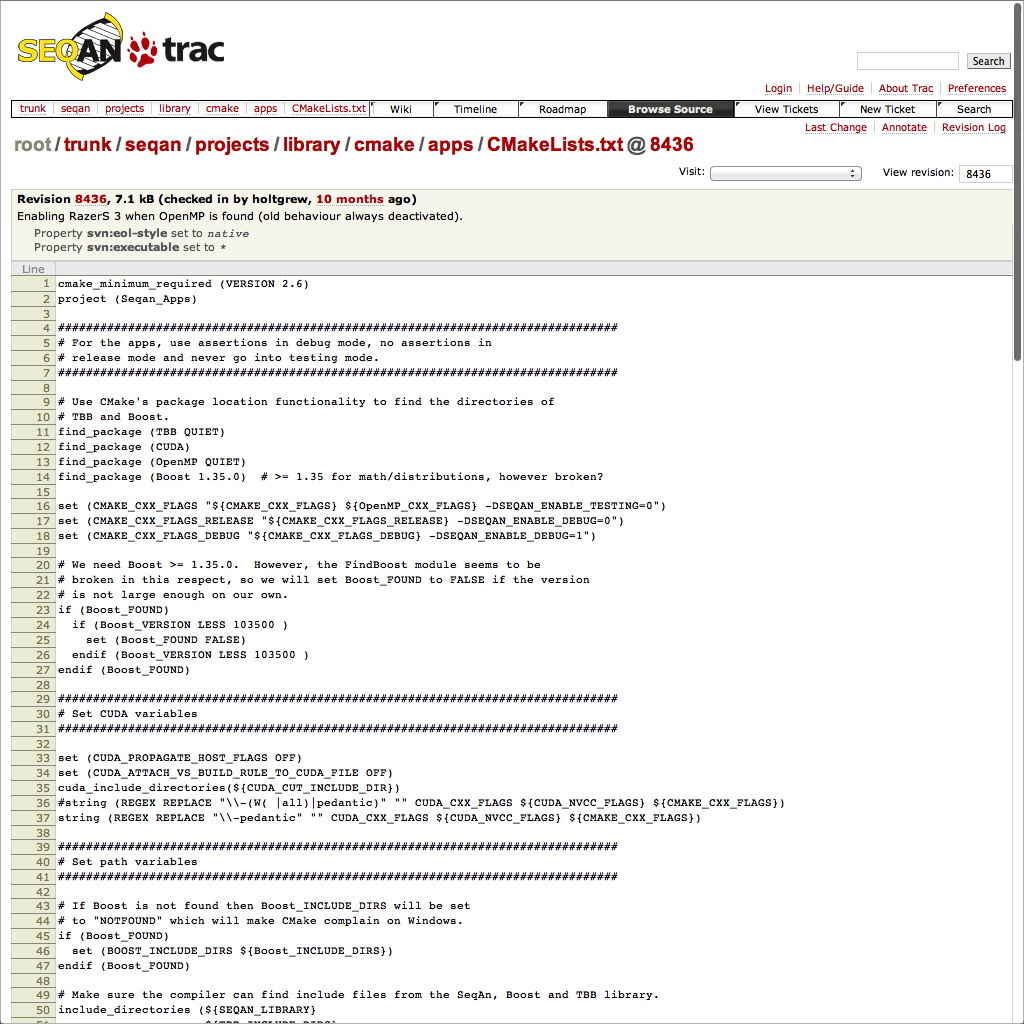 SEQAN trac
Search
Login Help/Guide About Trac Preferences
trunk seqan projects library cmake apps CMakeLists.txt Wiki Timeline Roadmap Browse Source View Tickets New Ticket Search
Last Change Annotate Revision Log
root / trunk / seqan / projects / library / cmake / apps / CMakeLists.txt @ 8436
Visit: View revision: 8436
Revision 8436, 7.1 kB (checked in by holtgrew, 10 months ago)
Enabling RazerS 3 when OpenMP is found (old behaviour always deactivated).
Property svn:eol-style set to native
Property svn:executable set to *
Line
1 cmake_minimum_required (VERSION 2.6)
2 project (Seqan_Apps)
3
4 ################################################################################
5 # For the apps, use assertions in debug mode, no assertions in
6 # release mode and never go into testing mode.
7 ################################################################################
8
9 # Use CMake's package location functionality to find the directories of
10 # TBB and Boost.
11 find_package (TBB QUIET)
12 find_package (CUDA)
13 find_package (OpenMP QUIET)
14 find_package (Boost 1.35.0)  # >= 1.35 for math/distributions, however broken?
15
16 set (CMAKE_CXX_FLAGS "${CMAKE_CXX_FLAGS} ${OpenMP_CXX_FLAGS} -DSEQAN_ENABLE_TESTING=0")
17 set (CMAKE_CXX_FLAGS_RELEASE "${CMAKE_CXX_FLAGS_RELEASE} -DSEQAN_ENABLE_DEBUG=0")
18 set (CMAKE_CXX_FLAGS_DEBUG "${CMAKE_CXX_FLAGS_DEBUG} -DSEQAN_ENABLE_DEBUG=1")
19
20 # We need Boost >= 1.35.0.  However, the FindBoost module seems to be
21 # broken in this respect, so we will set Boost_FOUND to FALSE if the version
22 # is not large enough on our own.
23 if (Boost_FOUND)
24   if (Boost_VERSION LESS 103500 )
25     set (Boost_FOUND FALSE)
26   endif (Boost_VERSION LESS 103500 )
27 endif (Boost_FOUND)
28
29 ################################################################################
30 # Set CUDA variables
31 ################################################################################
32
33 set (CUDA_PROPAGATE_HOST_FLAGS OFF)
34 set (CUDA_ATTACH_VS_BUILD_RULE_TO_CUDA_FILE OFF)
35 cuda_include_directories(${CUDA_CUT_INCLUDE_DIR})
36 #string (REGEX REPLACE "\\-(W( |all)|pedantic)" "" CUDA_CXX_FLAGS ${CUDA_NVCC_FLAGS} ${CMAKE_CXX_FLAGS})
37 string (REGEX REPLACE "\\-pedantic" "" CUDA_CXX_FLAGS ${CUDA_NVCC_FLAGS} ${CMAKE_CXX_FLAGS})
38
39 ################################################################################
40 # Set path variables
41 ################################################################################
42
43 # If Boost is not found then Boost_INCLUDE_DIRS will be set
44 # to "NOTFOUND" which will make CMake complain on Windows.
45 if (Boost_FOUND)
46   set (BOOST_INCLUDE_DIRS ${Boost_INCLUDE_DIRS})
47 endif (Boost_FOUND)
48
49 # Make sure the compiler can find include files from the SeqAn, Boost and TBB library.
50 include_directories (${SEQAN_LIBRARY}